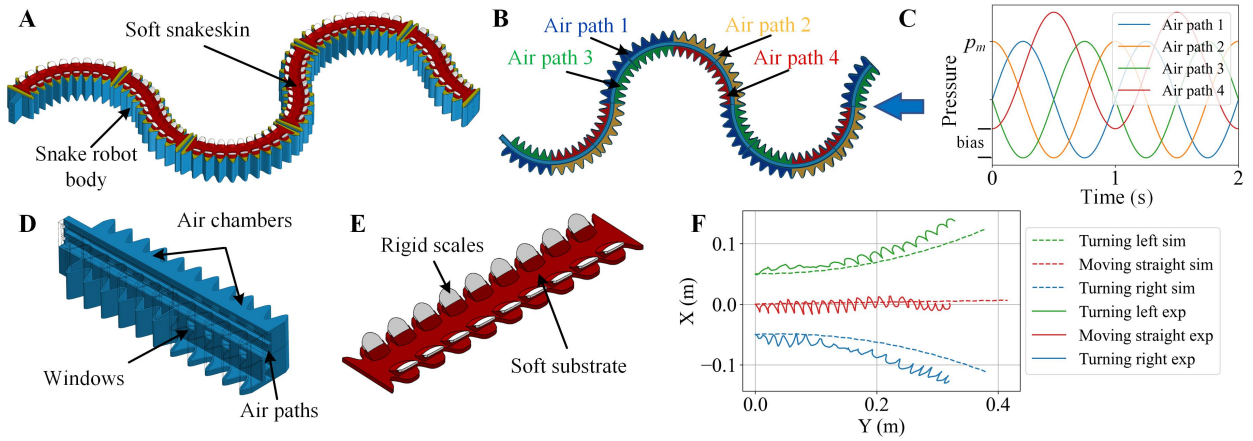 A
Soft snakeskin
Snake robot
body
B
Air path 1
Air path 2
Air path 3
Air path 4
C
Pressure
pm
bias
Air path 1
Air path 2
Air path 3
Air path 4
0
1
2
Time (s)
D
Air chambers
Windows
Air paths
E
Rigid scales
Soft substrate
F
X (m)
0.1
0.0
−0.1
0.0
0.2
0.4
Y (m)
Turning left sim
Moving straight sim
Turning right sim
Turning left exp
Moving straight exp
Turning right exp